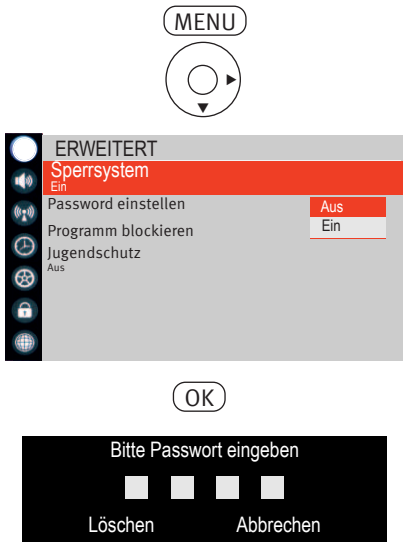 MENU
ERWEITERT
Sperrsystem
Ein
Password einstellen
Aus
Programm blockieren
Ein
Jugendschutz
Aus
OK
Bitte Passwort eingeben
Löschen Abbrechen